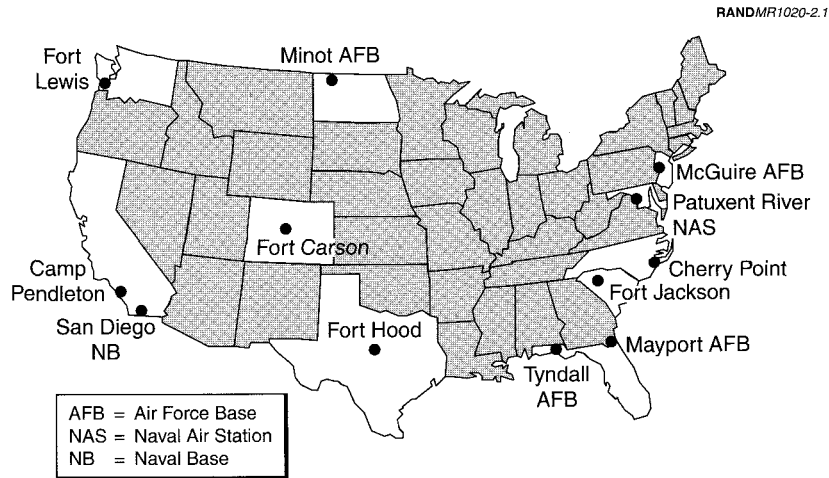 RANDMR1020-2.1
Fort
Lewis
Minot AFB
McGuire AFB
Patuxent River
NAS
Fort Carson
Cherry Point
Camp
Pendleton
Fort Jackson
San Diego
NB
Fort Hood
Mayport AFB
Tyndall
AFB
AFB = Air Force Base
NAS = Naval Air Station
NB = Naval Base